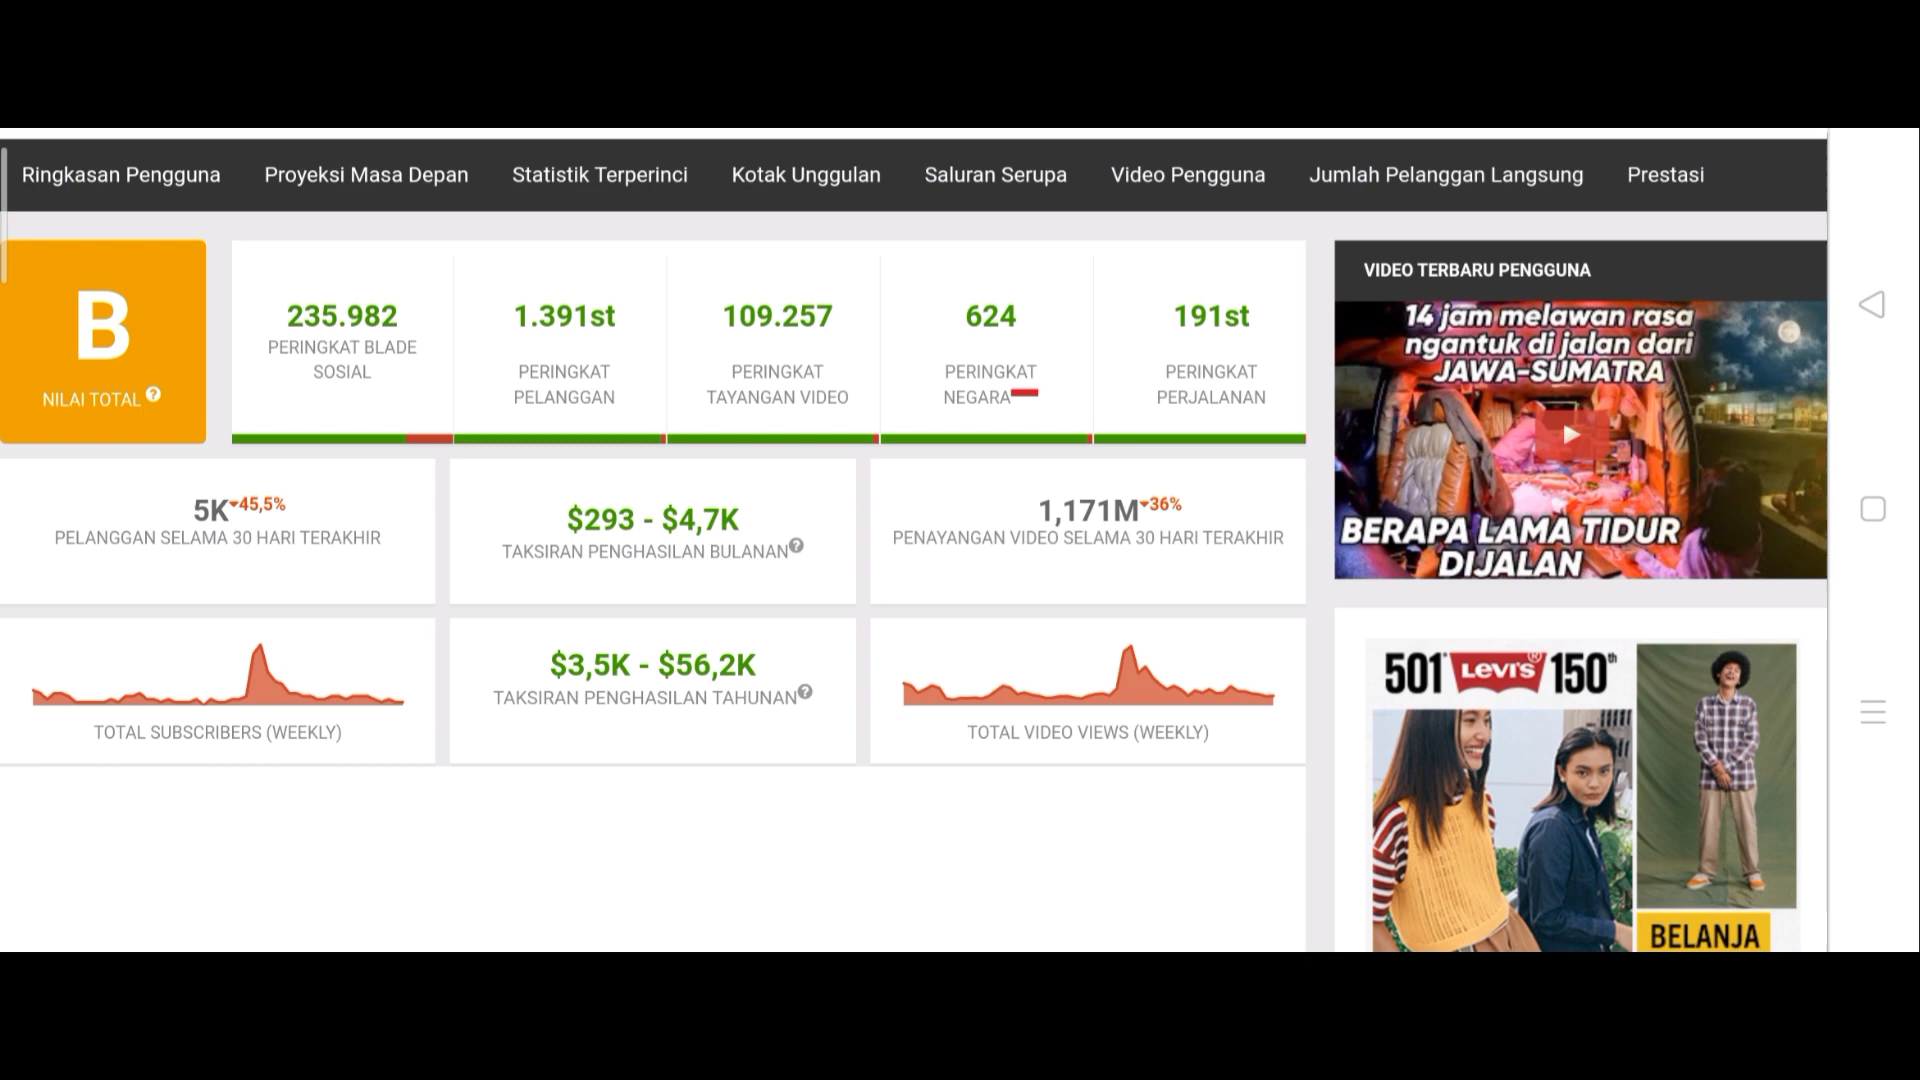 Ringkasan Pengguna Proyeksi Masa Depan Statistik Terperinci Kotak Unggulan Saluran Serupa Video Pengguna Jumlah Pelanggan Langsung Prestasi
B
NILAI TOTAL ?
235.982
PERINGKAT BLADE
SOSIAL
1.391st
PERINGKAT
PELANGGAN
109.257
PERINGKAT
TAYANGAN VIDEO
624
PERINGKAT
NEGARA
191st
PERINGKAT
PERJALANAN
5K 45,5%
PELANGGAN SELAMA 30 HARI TERAKHIR
$293 - $4,7K
TAKSIRAN PENGHASILAN BULANAN ?
1,171M 36%
PENAYANGAN VIDEO SELAMA 30 HARI TERAKHIR
TOTAL SUBSCRIBERS (WEEKLY)
$3,5K - $56,2K
TAKSIRAN PENGHASILAN TAHUNAN ?
TOTAL VIDEO VIEWS (WEEKLY)
VIDEO TERBARU PENGGUNA
14 jam melawan rasa
ngantuk di jalan dari
JAWA-SUMATRA
BERAPA LAMA TIDUR
DIJALAN
501® LEVI'S® 150th
BELANJA